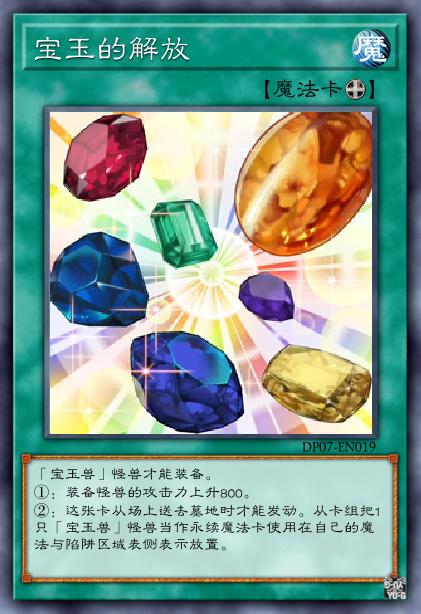 宝玉的解放
魔
【魔法卡】
DP07-EN019
「宝玉兽」怪兽才能装备。
①：装备怪兽的攻击力上升800。
②：这张卡从场上送去墓地时才能发动。从卡组把1
只「宝玉兽」怪兽当作永续魔法卡使用在自己的魔
法与陷阱区域表侧表示放置。